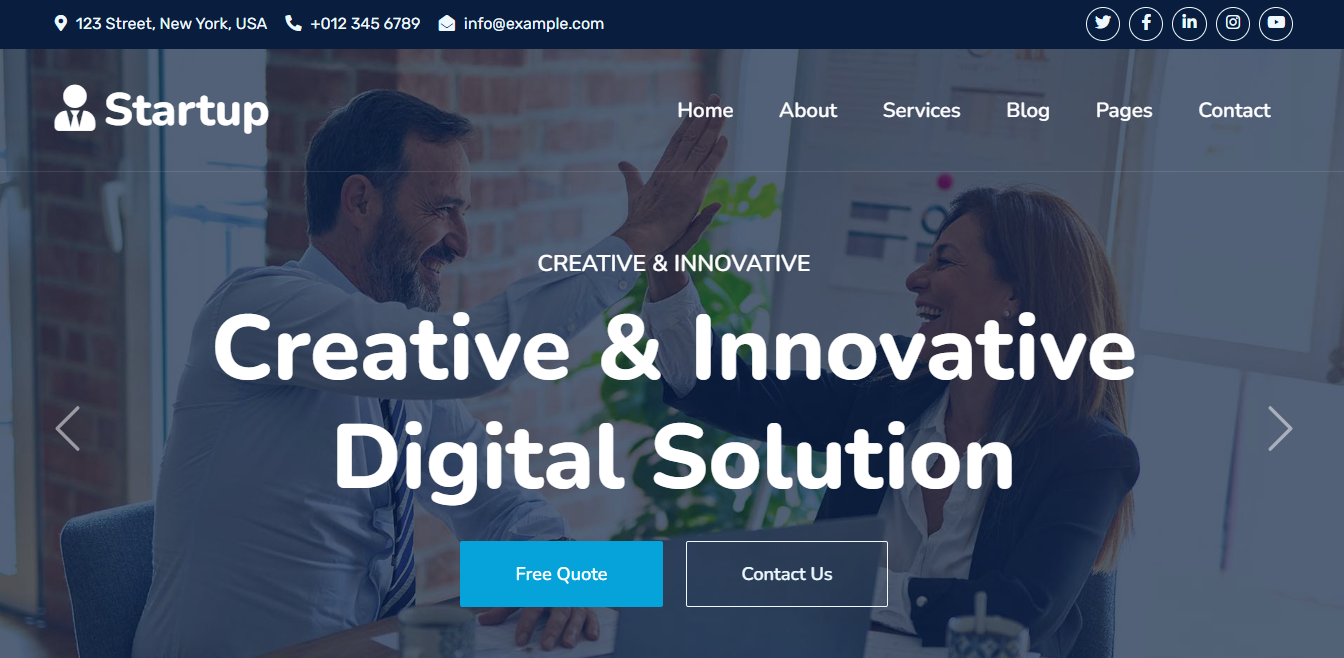 123 Street, New York, USA +012 345 6789 info@example.com
Startup
Home About Services Blog Pages Contact
CREATIVE & INNOVATIVE
Creative & Innovative
Digital Solution
Free Quote Contact Us